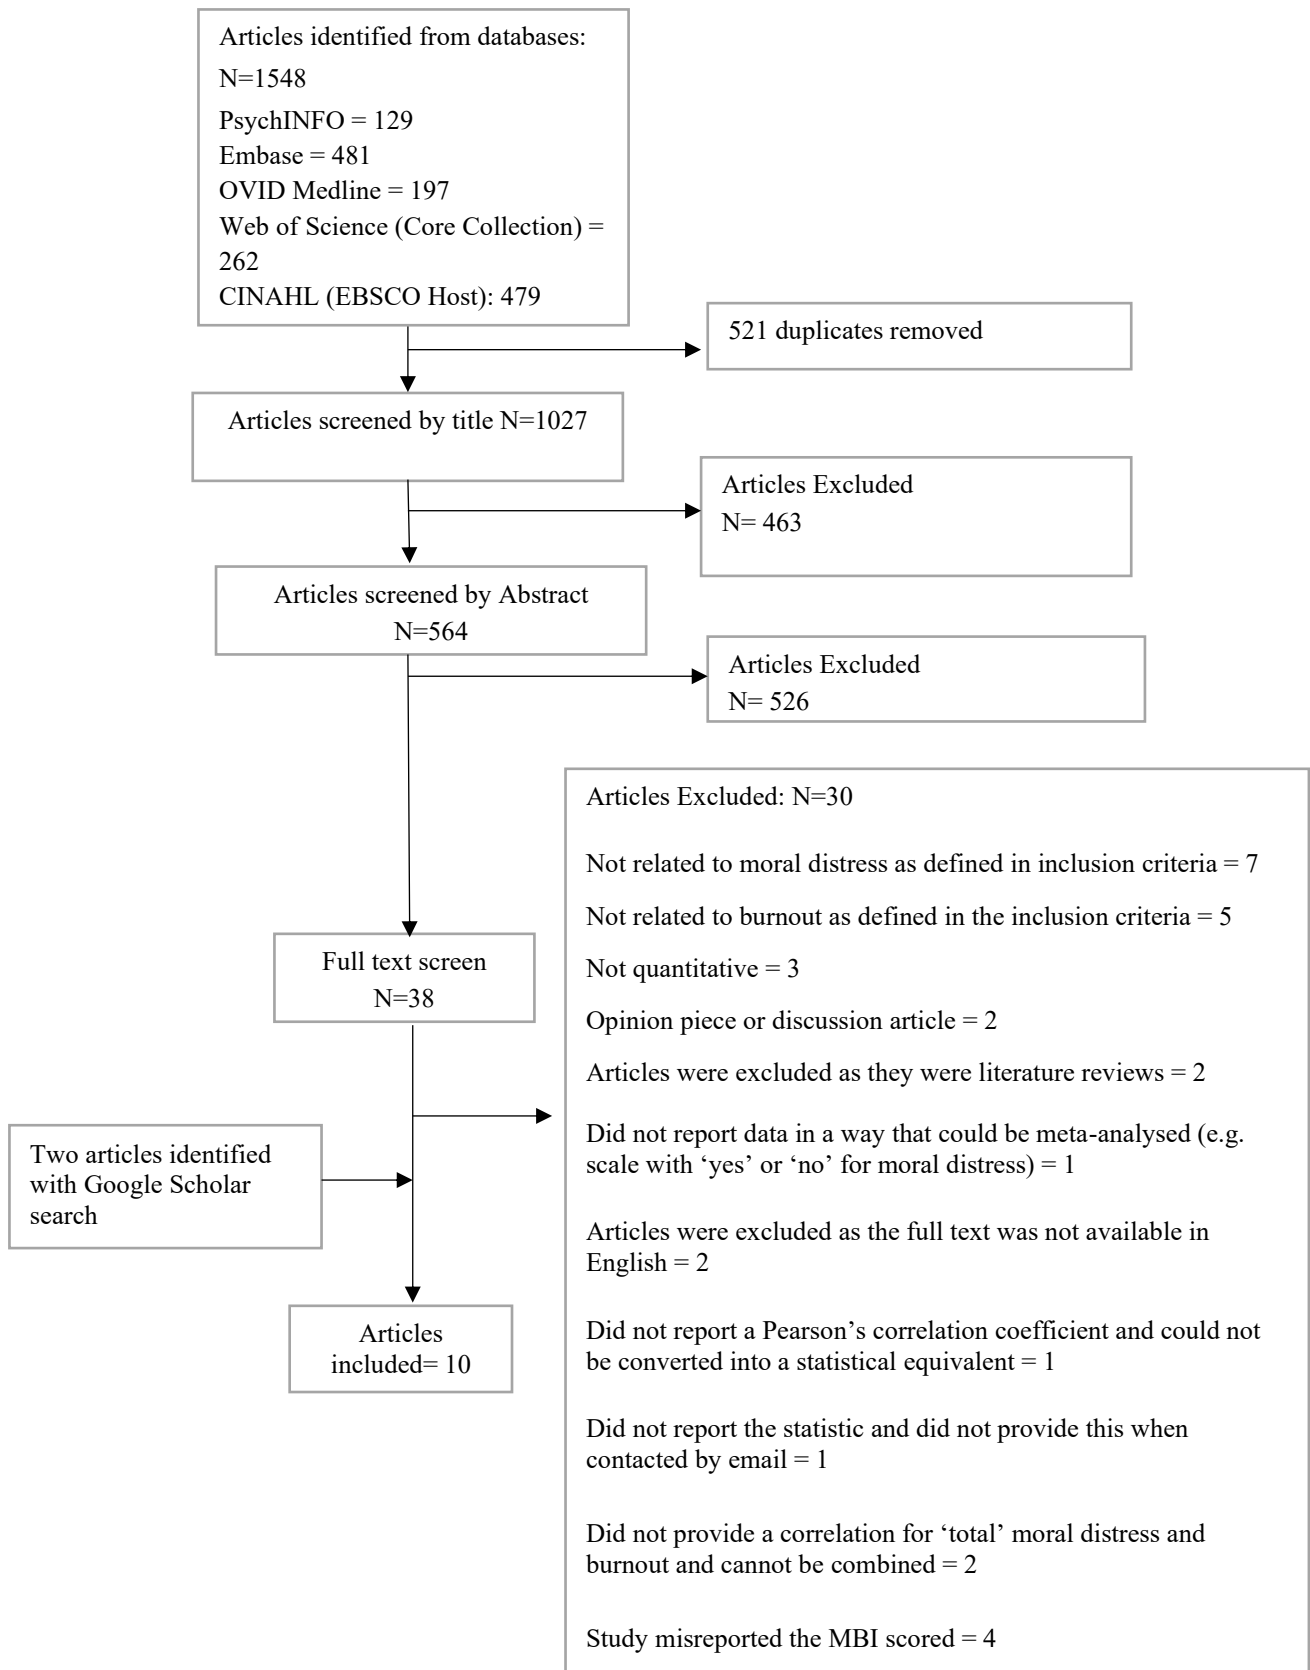 Articles identified from databases:
N=1548
PsychINFO = 129
Embase = 481
OVID Medline = 197
Web of Science (Core Collection) =
262
CINAHL (EBSCO Host): 479
521 duplicates removed
Articles screened by title N=1027
Articles Excluded
N= 463
Articles screened by Abstract
N=564
Articles Excluded
N= 526
Full text screen
N=38
Articles Excluded: N=30
Not related to moral distress as defined in inclusion criteria = 7
Not related to burnout as defined in the inclusion criteria = 5
Not quantitative = 3
Opinion piece or discussion article = 2
Articles were excluded as they were literature reviews = 2
Did not report data in a way that could be meta-analysed (e.g.
scale with ‘yes’ or ‘no’ for moral distress) = 1
Articles were excluded as the full text was not available in
English = 2
Did not report a Pearson’s correlation coefficient and could not
be converted into a statistical equivalent = 1
Did not report the statistic and did not provide this when
contacted by email = 1
Did not provide a correlation for ‘total’ moral distress and
burnout and cannot be combined = 2
Study misreported the MBI scored = 4
Two articles identified
with Google Scholar
search
Articles
included= 10